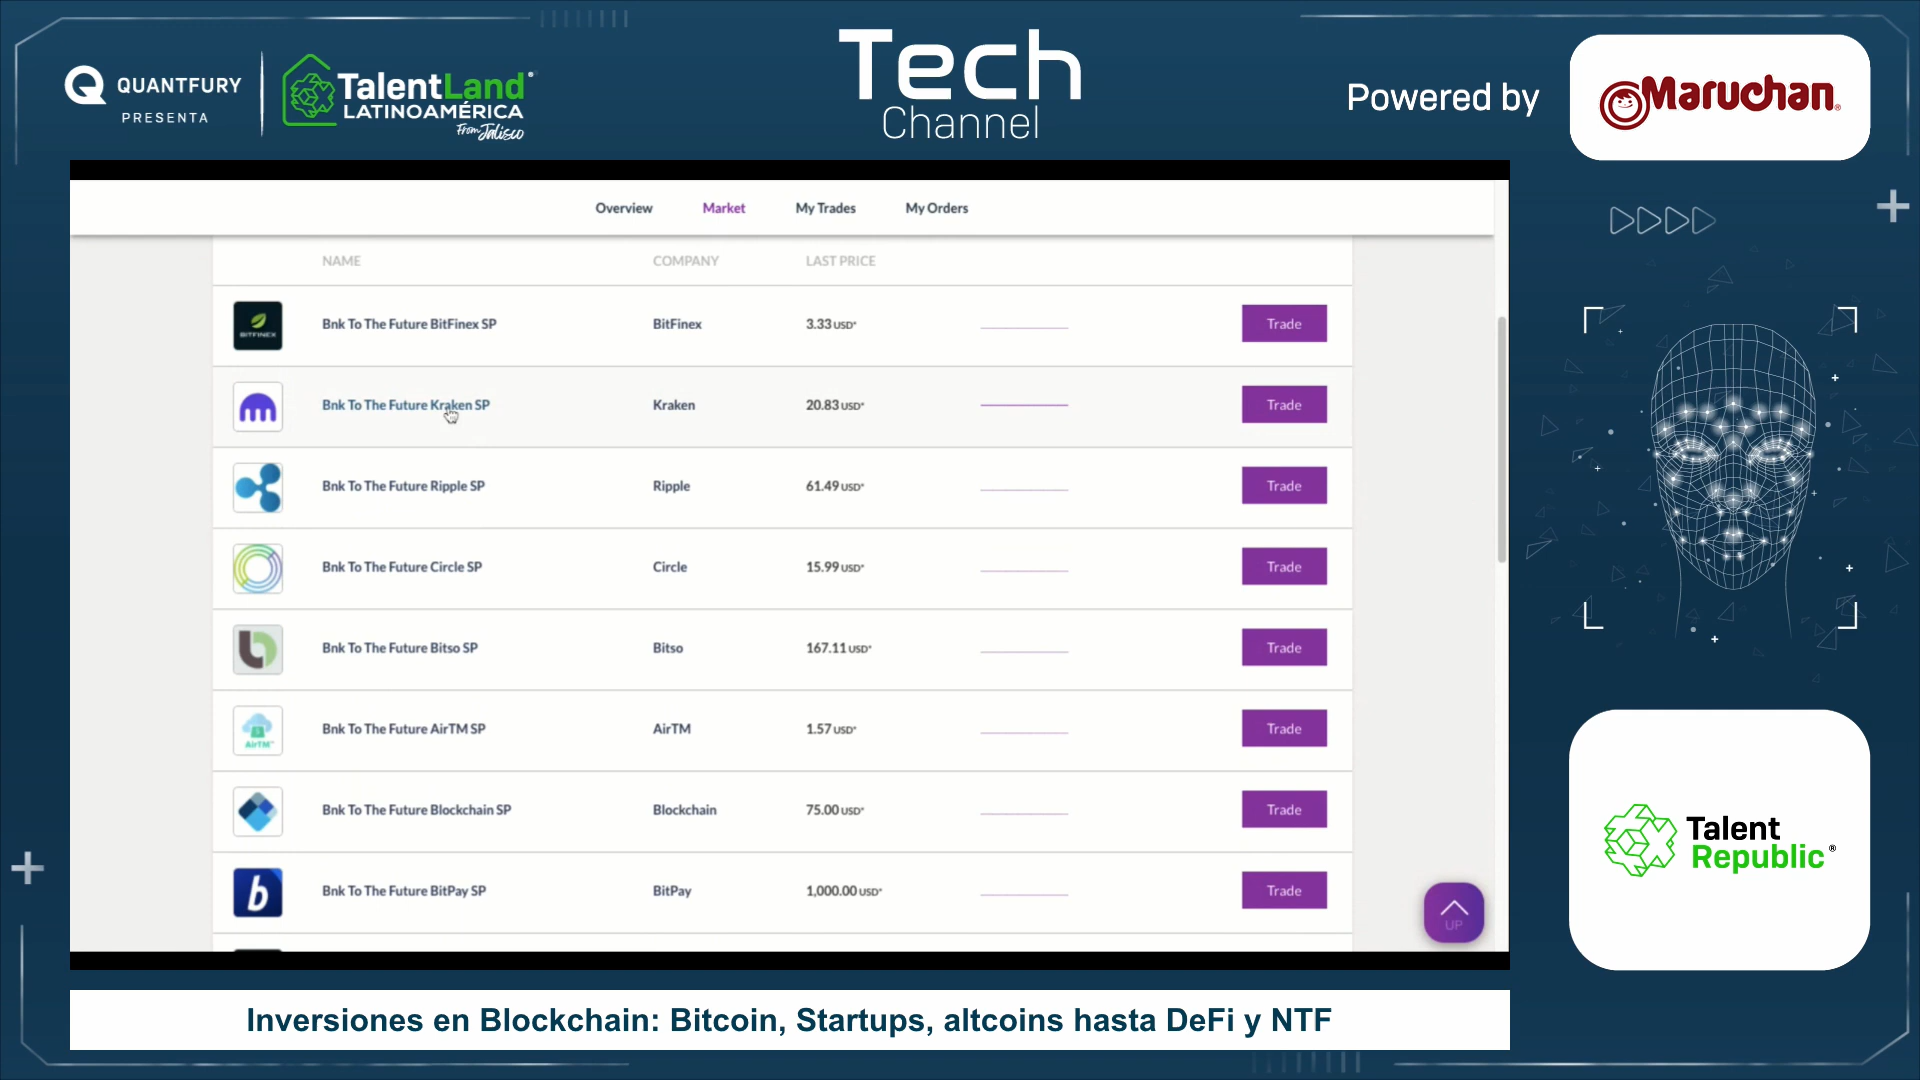 QUANTFURY
PRESENTA
TalentLand
LATINOAMÉRICA
From Jalisco
Tech
Channel
Powered by
Maruchan®
Overview Market My Trades My Orders
NAME COMPANY LAST PRICE
BITFINEX Bnk To The Future BitFinex SP BitFinex 3.33 USD* Trade
Bnk To The Future Kraken SP Kraken 20.83 USD* Trade
Bnk To The Future Ripple SP Ripple 61.49 USD* Trade
Bnk To The Future Circle SP Circle 15.99 USD* Trade
Bnk To The Future Bitso SP Bitso 167.11 USD* Trade
AirTM Bnk To The Future AirTM SP AirTM 1.57 USD* Trade
Bnk To The Future Blockchain SP Blockchain 75.00 USD* Trade
b Bnk To The Future BitPay SP BitPay 1,000.00 USD* Trade
UP
Talent
Republic®
Inversiones en Blockchain: Bitcoin, Startups, altcoins hasta DeFi y NTF